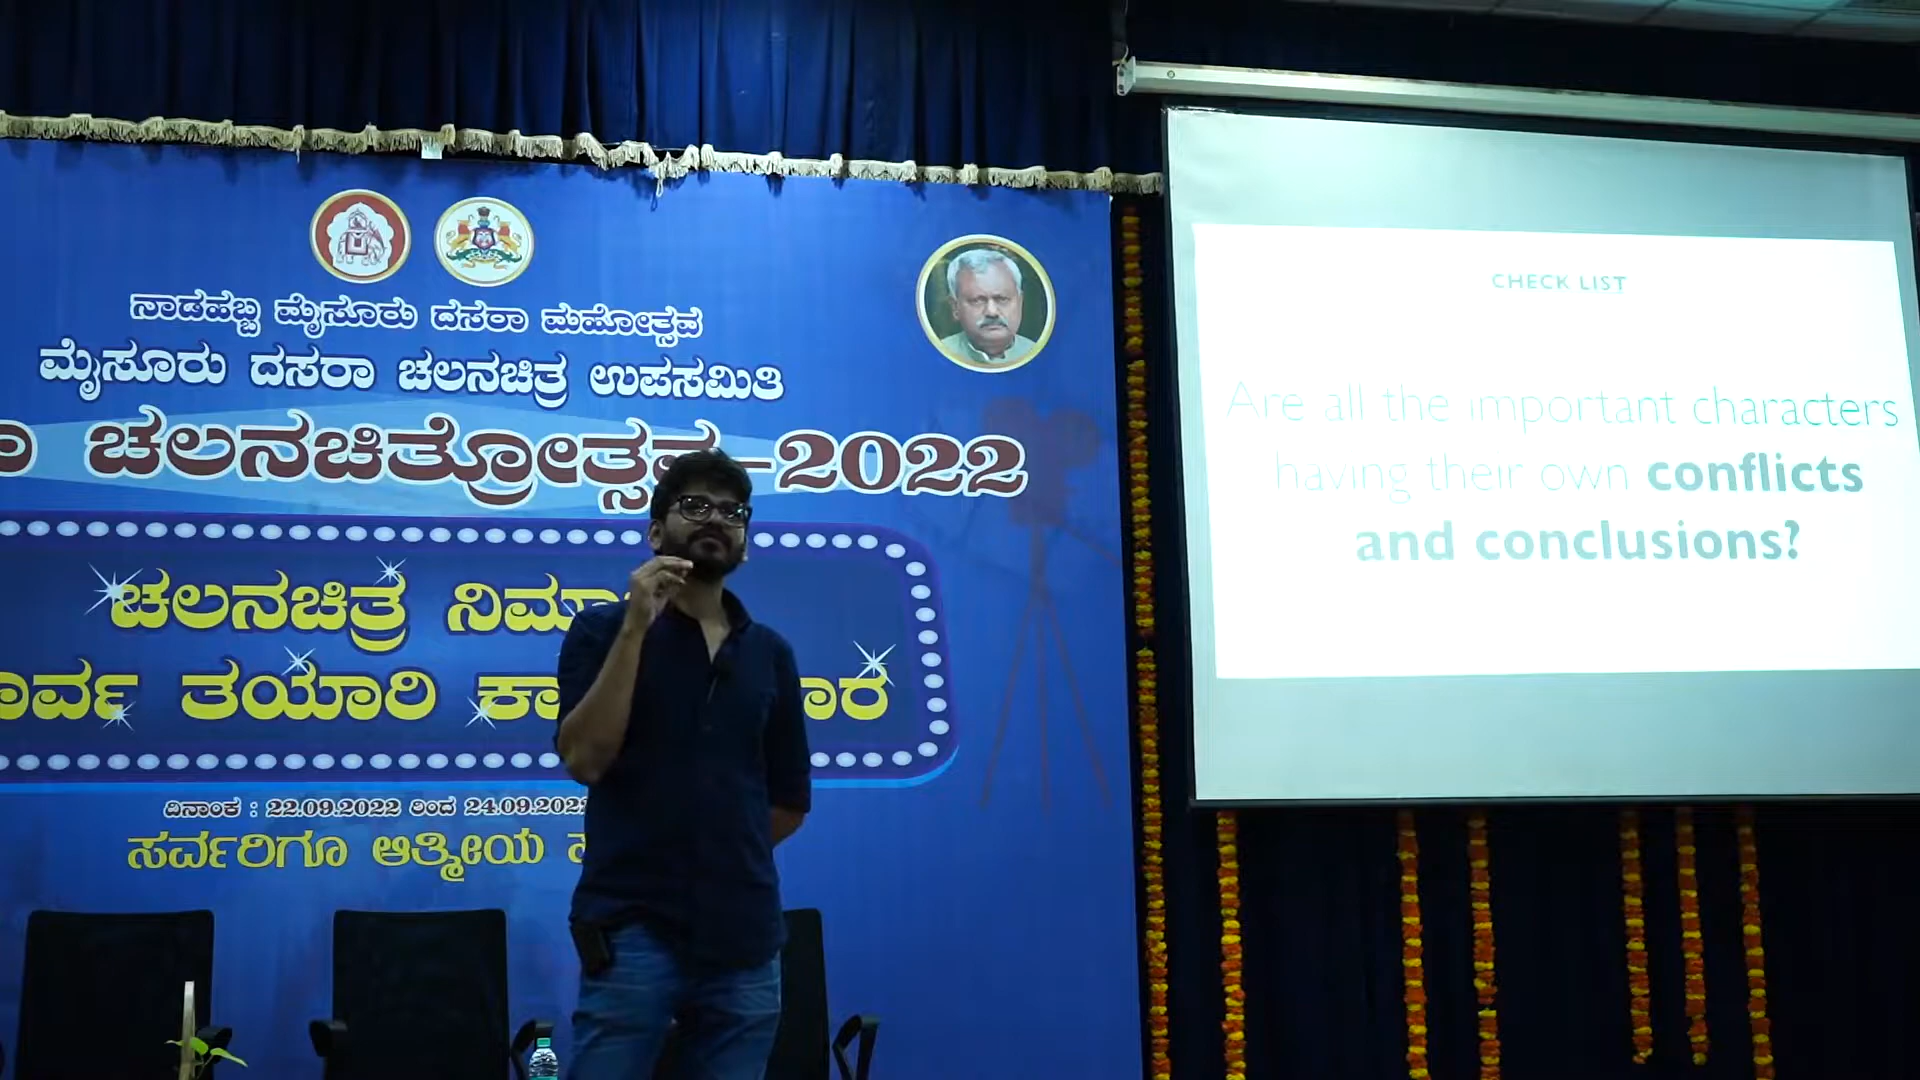 ನಾಡಹಬ್ಬ ಮೈಸೂರು ದಸರಾ ಮಹೋತ್ಸವ
ಮೈಸೂರು ದಸರಾ ಚಲನಚಿತ್ರ ಉಪಸಮಿತಿ
ಚಲನಚಿತ್ರೋತ್ಸವ-2022
ಚಲನಚಿತ್ರ
ತಯಾರಿ
ದಿನಾಂಕ : 22.09.2022 ರಿಂದ 24.09.2022
ಸರ್ವರಿಗೂ ಆತ್ಮೀಯ
CHECK LIST
Are all the important characters
having their own conflicts
and conclusions?